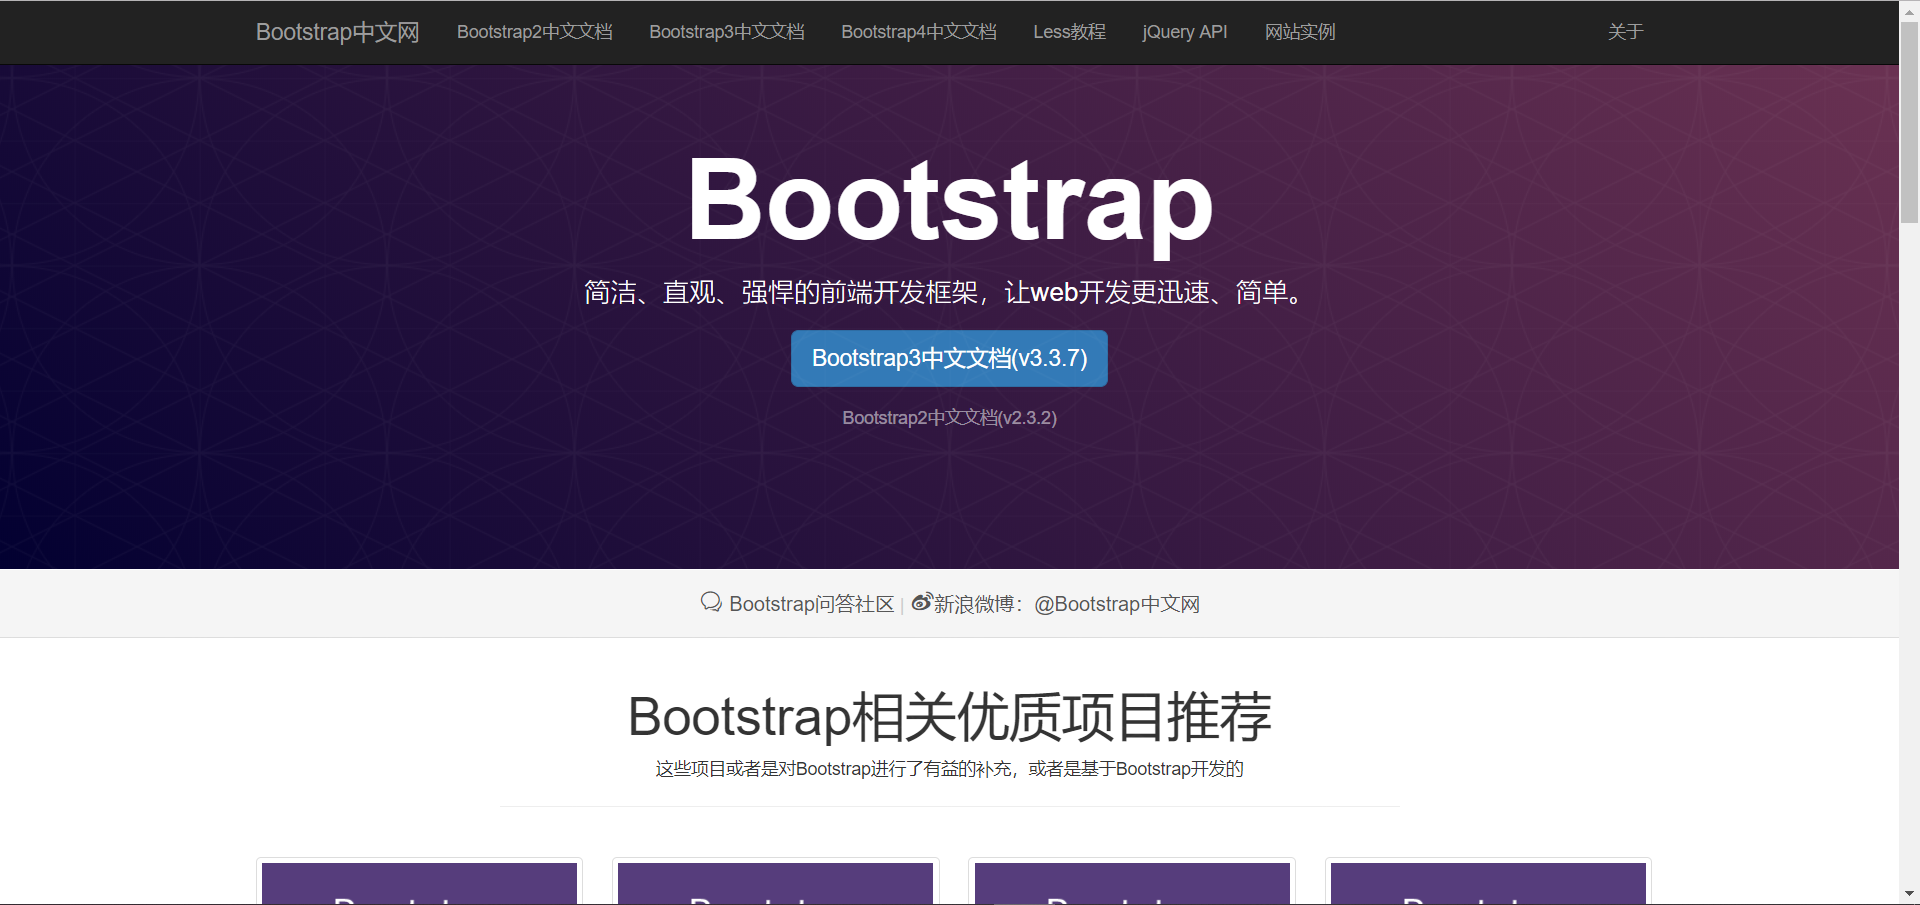 Bootstrap中文网 Bootstrap2中文文档 Bootstrap3中文文档 Bootstrap4中文文档 Less教程 jQuery API 网站实例 关于
Bootstrap
简洁、直观、强悍的前端开发框架，让web开发更迅速、简单。
Bootstrap3中文文档(v3.3.7)
Bootstrap2中文文档(v2.3.2)
Bootstrap问答社区 | 新浪微博：@Bootstrap中文网
Bootstrap相关优质项目推荐
这些项目或者是对Bootstrap进行了有益的补充，或者是基于Bootstrap开发的